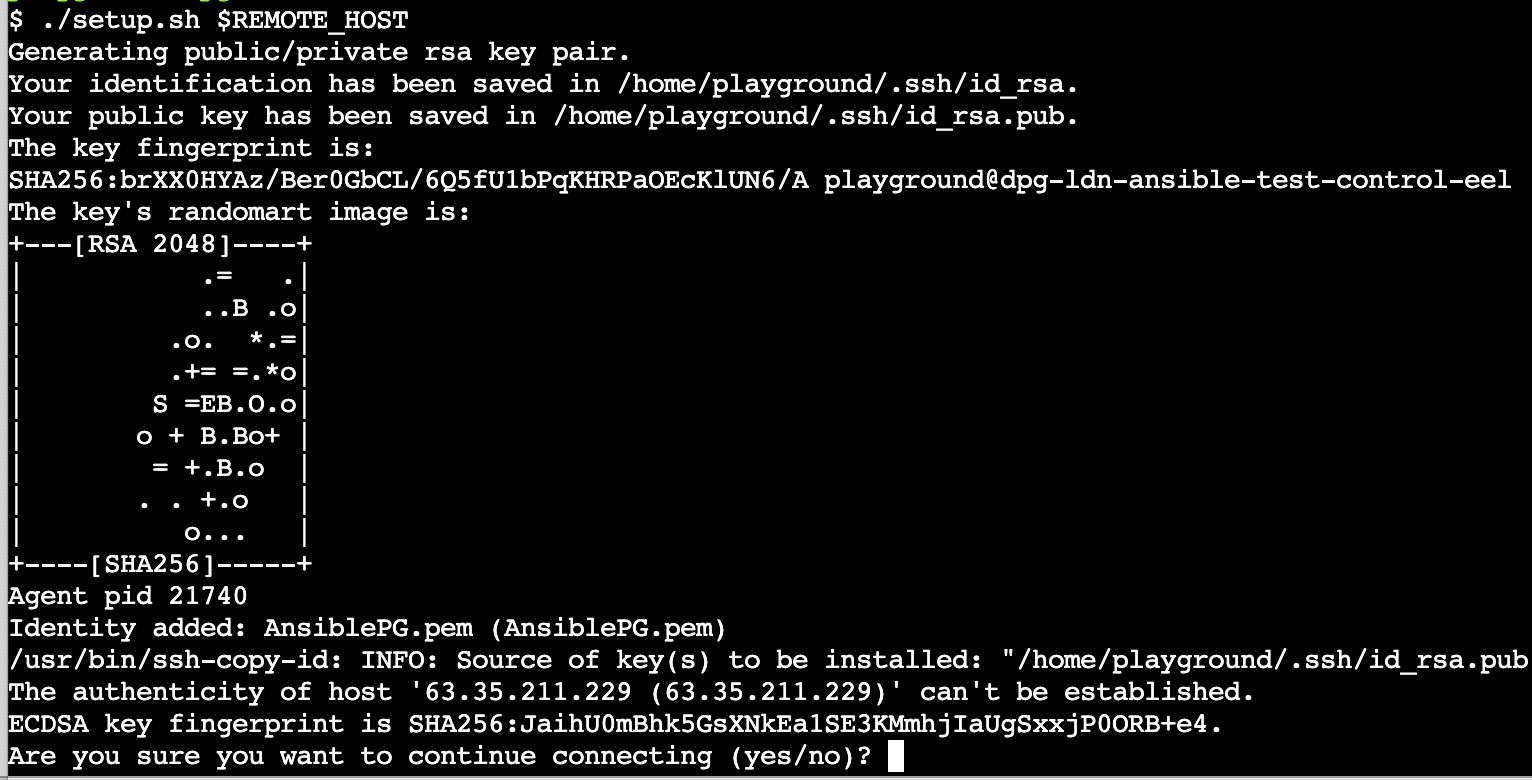 $ ./setup.sh $REMOTE_HOST
Generating public/private rsa key pair.
Your identification has been saved in /home/playground/.ssh/id_rsa.
Your public key has been saved in /home/playground/.ssh/id_rsa.pub.
The key fingerprint is:
SHA256:brXX0HYAz/Ber0GbCL/6Q5fU1bPqKHRPaOEcKlUN6/A playground@dpg-ldn-ansible-test-control-eel
The key's randomart image is:
+---[RSA 2048]----+
|            .=   .|
|            ..B .o|
|          .o.  *.=|
|          .+= =.*o|
|         S =EB.O.o|
|        o + B.Bo+ |
|         = +.B.o  |
|        . . +.o   |
|           o...   |
+----[SHA256]-----+
Agent pid 21740
Identity added: AnsiblePG.pem (AnsiblePG.pem)
/usr/bin/ssh-copy-id: INFO: Source of key(s) to be installed: "/home/playground/.ssh/id_rsa.pub
The authenticity of host '63.35.211.229 (63.35.211.229)' can't be established.
ECDSA key fingerprint is SHA256:JaihU0mBhk5GsXNkEa1SE3KMmhjIaUgSxxjP0ORB+e4.
Are you sure you want to continue connecting (yes/no)?